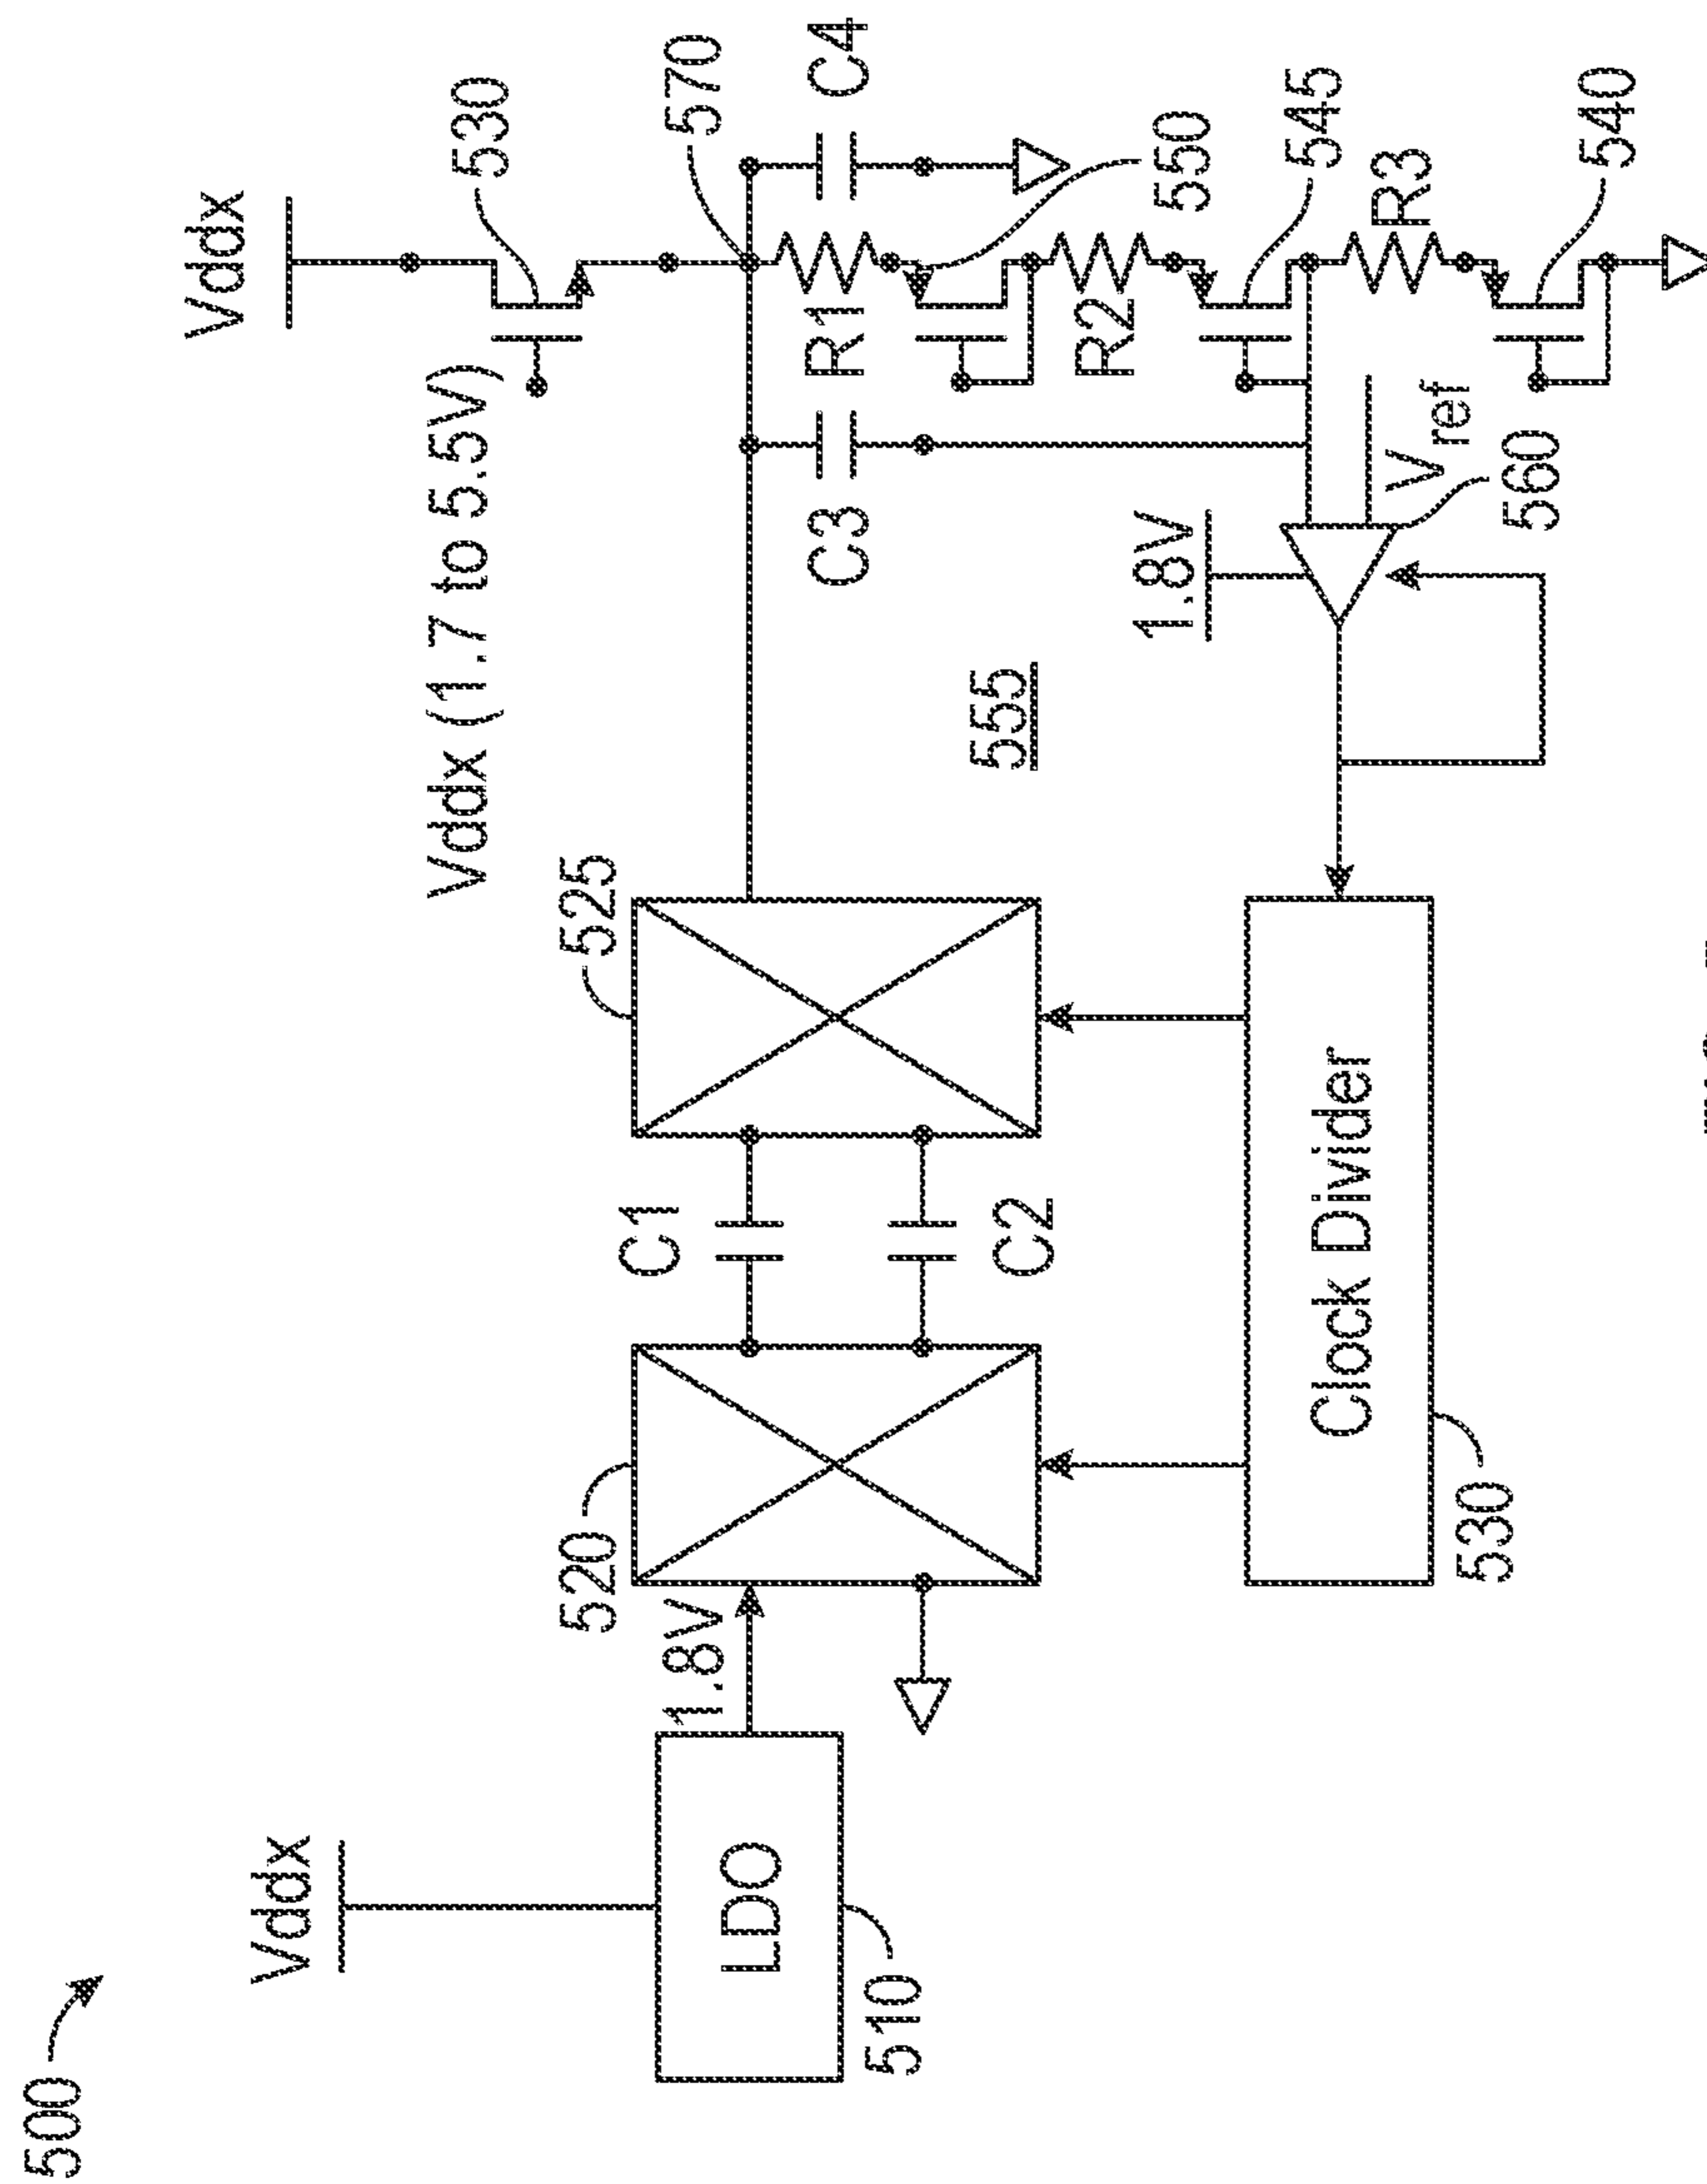 500
Vddx
LDO
510
1.8V
520
C1
C2
525
Clock Divider
530
Vddx (1.7 to 5.5V)
Vddx
530
570
C4
C3
R1
550
R2
545
R3
540
555
1.8V
Vref
560